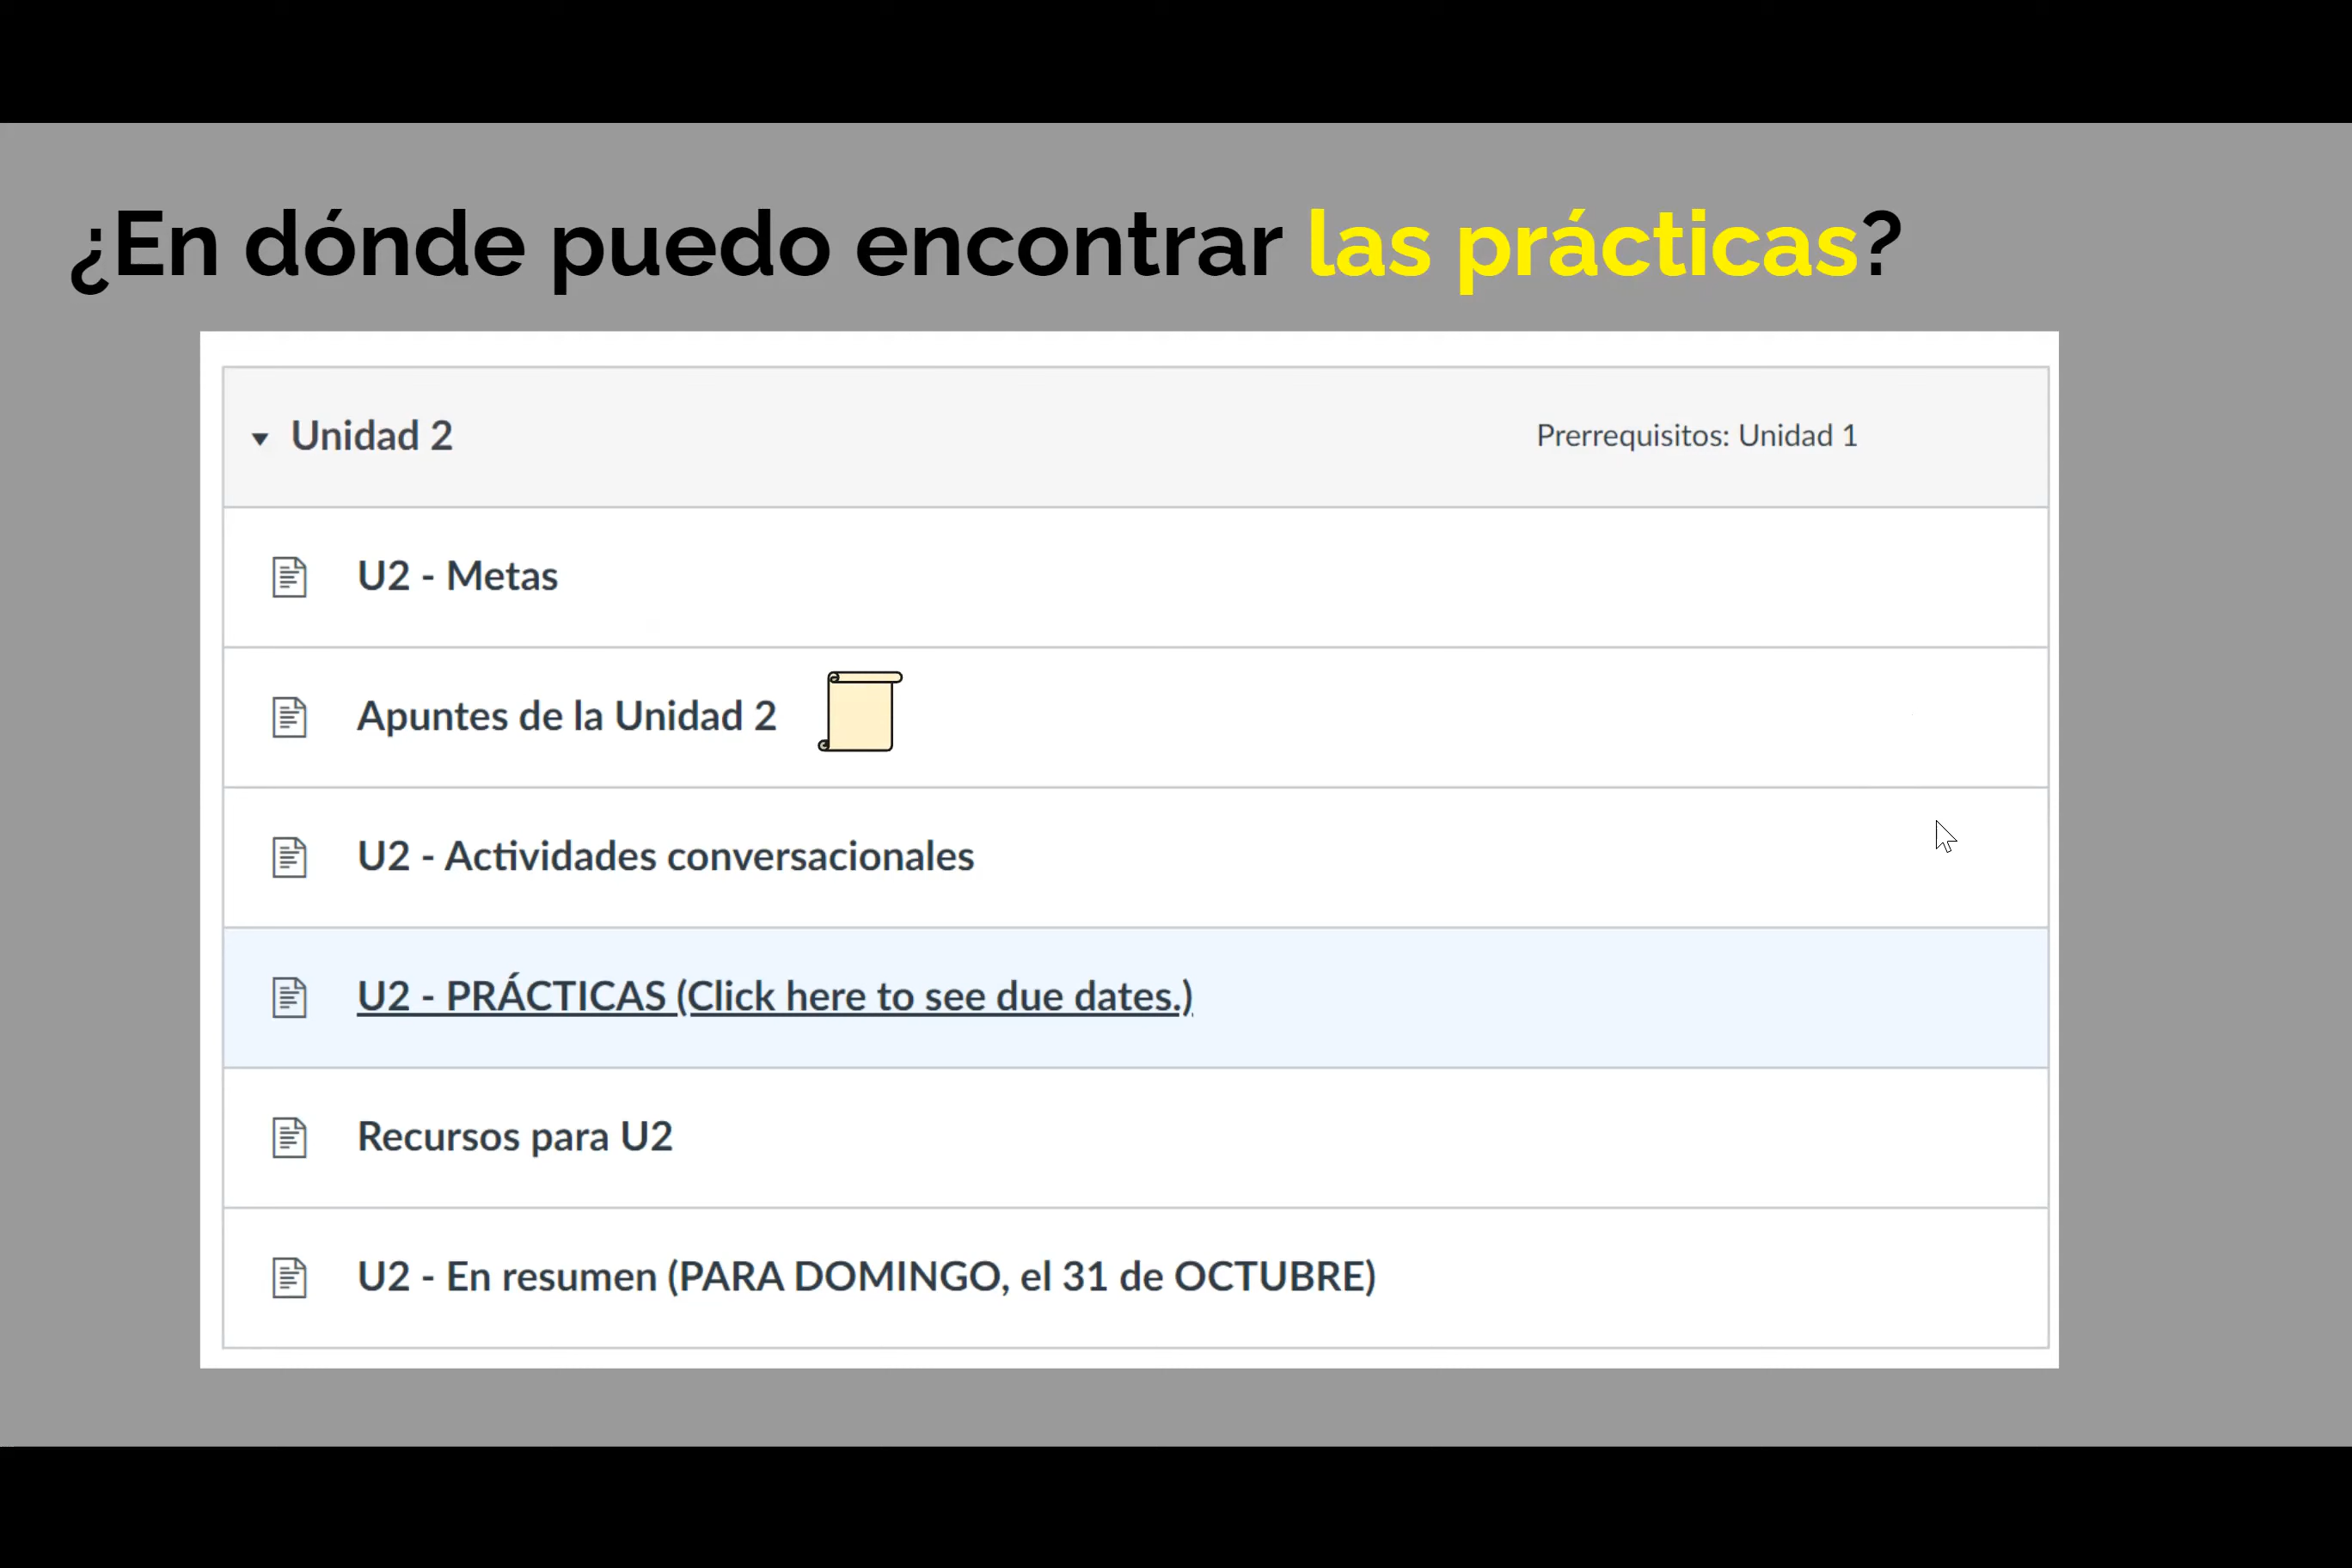 ¿En dónde puedo encontrar las prácticas?
Unidad 2
Prerrequisitos: Unidad 1
U2 - Metas
Apuntes de la Unidad 2
U2 - Actividades conversacionales
U2 - PRÁCTICAS (Click here to see due dates.)
Recursos para U2
U2 - En resumen (PARA DOMINGO, el 31 de OCTUBRE)